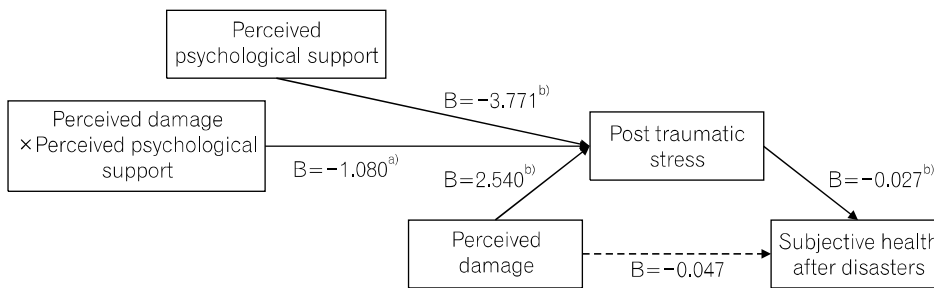 Perceived
psychological support
B=-3.771b)
Perceived damage
×Perceived psychological
support
B=-1.080a)
Post traumatic
stress
B=2.540b)
B=-0.027b)
Perceived
damage
B=-0.047
Subjective health
after disasters